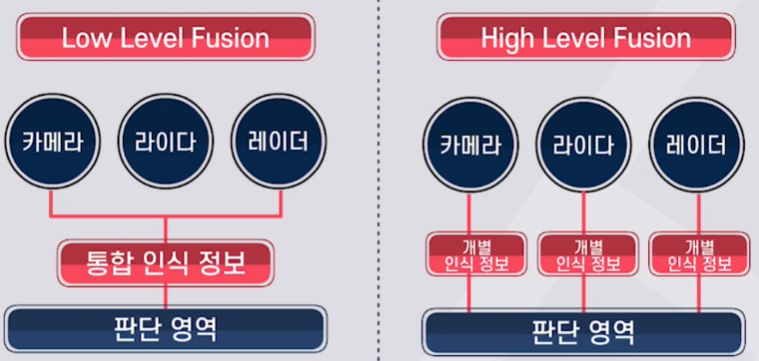 Low Level Fusion
카메라
라이다
레이더
통합 인식 정보
판단 영역
High Level Fusion
카메라
라이다
레이더
개별
인식 정보
개별
인식 정보
개별
인식 정보
판단 영역